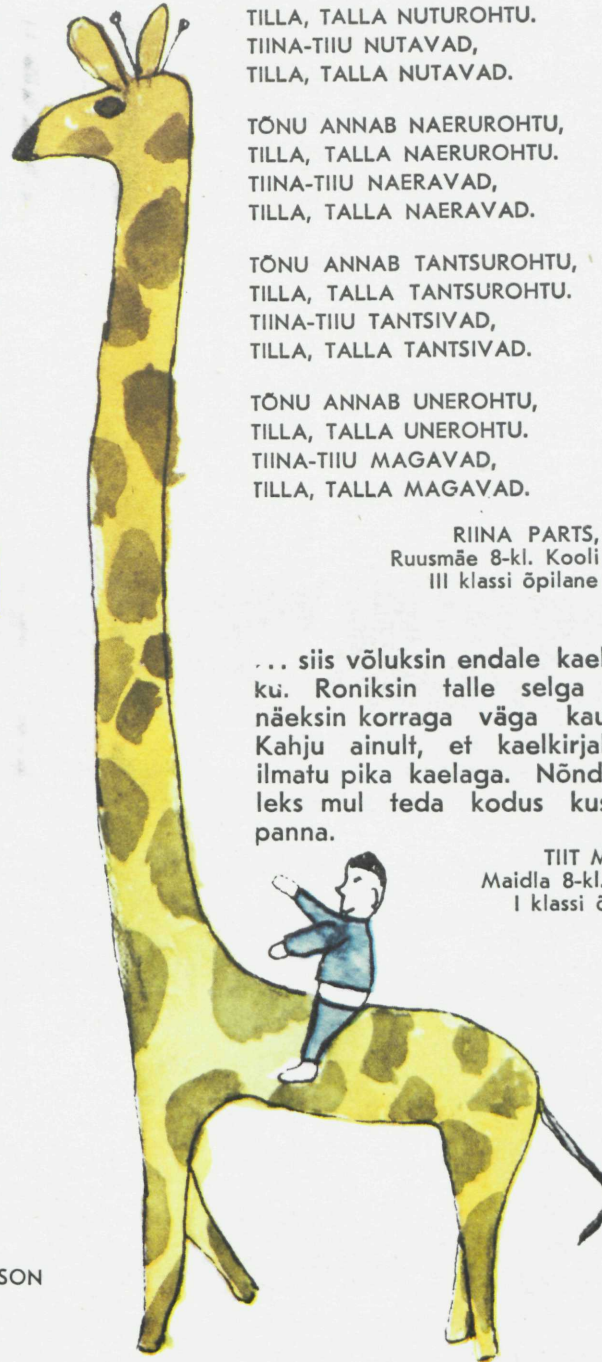 TILLA, TALLA NUTUROHTU.
TIINA-TIIU NUTAVAD,
TILLA, TALLA NUTAVAD.
TÕNU ANNAB NAERUROHTU,
TILLA, TALLA NAERUROHTU.
TIINA-TIIU NAERAVAD,
TILLA, TALLA NAERAVAD.
TÕNU ANNAB TANTSUROHTU,
TILLA, TALLA TANTSUROHTU.
TIINA-TIIU TANTSIVAD,
TILLA, TALLA TANTSIVAD.
TÕNU ANNAB UNEROHTU,
TILLA, TALLA UNEROHTU.
TIINA-TIIU MAGAVAD,
TILLA, TALLA MAGAVAD.
RIINA PARTS,
Ruusmäe 8-kl. Kooli
III klassi õpilane
... siis võluksin endale kael
ku. Roniksin talle selga
näeksin korraga väga kau
Kahju ainult, et kaelkirja
ilmatu pika kaelaga. Nõnd
leks mul teda kodus kus
panna.
TIIT M
Maidla 8-kl.
I klassi õ
SON